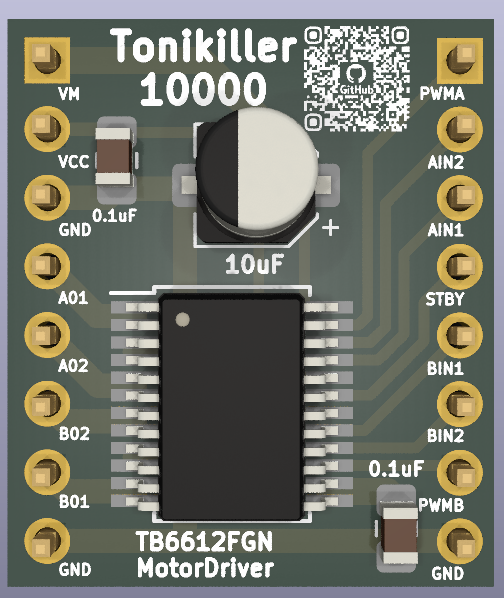 Tonikiller
10000
GitHub
VM
VCC
GND
A01
A02
B02
B01
GND
0.1uF
+
10uF
PWMA
AIN2
AIN1
STBY
BIN1
BIN2
PWMB
GND
0.1uF
TB6612FGN
MotorDriver